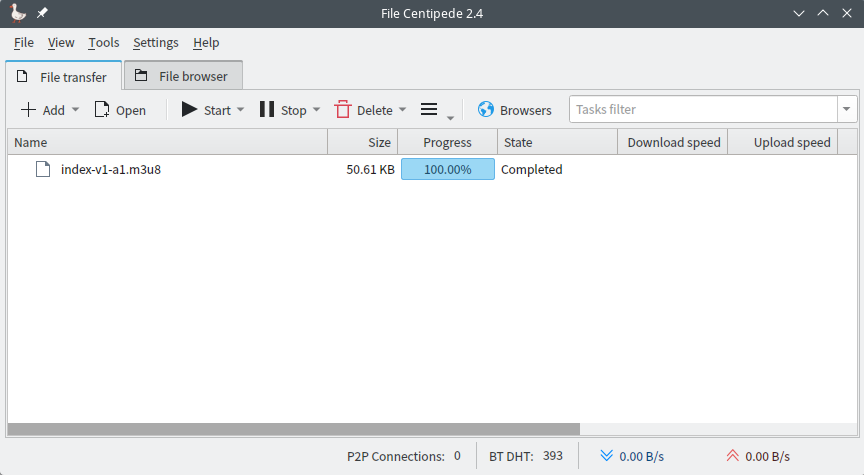 File Centipede 2.4
File View Tools Settings Help
File transfer File browser
Add Open Start Stop Delete Browsers Tasks filter
Name Size Progress State Download speed Upload speed
index-v1-a1.m3u8 50.61 KB 100.00% Completed
P2P Connections: 0 BT DHT: 393 0.00 B/s 0.00 B/s